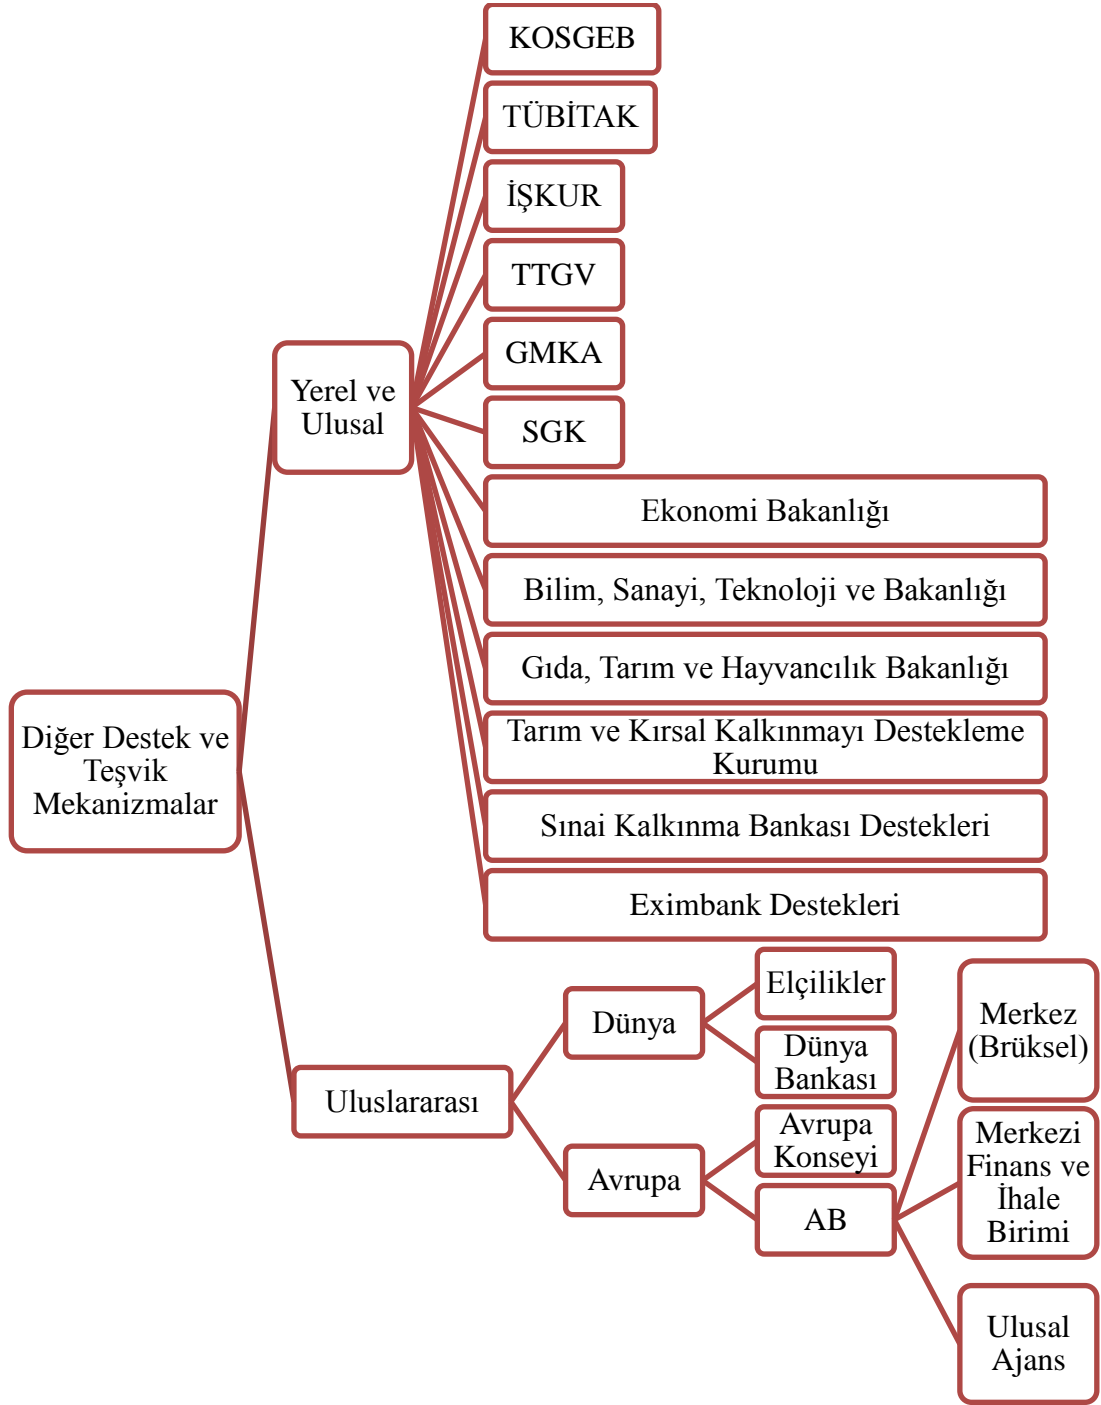 KOSGEB
TÜBİTAK
İŞKUR
TTGV
GMKA
SGK
Yerel ve
Ulusal
Ekonomi Bakanlığı
Bilim, Sanayi, Teknoloji ve Bakanlığı
Gıda, Tarım ve Hayvancılık Bakanlığı
Tarım ve Kırsal Kalkınmayı Destekleme
Kurumu
Sınai Kalkınma Bankası Destekleri
Eximbank Destekleri
Diğer Destek ve
Teşvik
Mekanizmalar
Uluslararası
Dünya
Elçilikler
Dünya
Bankası
Avrupa
Avrupa
Konseyi
AB
Merkez
(Brüksel)
Merkezi
Finans ve
İhale
Birimi
Ulusal
Ajans